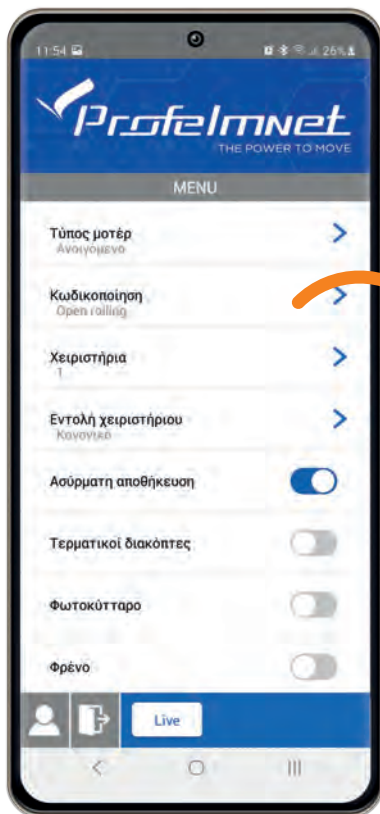 11:54
26%
Profelmnet
THE POWER TO MOVE
MENU
Τύπος μοτέρ
Ανοιγόμενο
Κωδικοποίηση
Open rolling
Χειριστήρια
1
Εντολή χειριστήριου
Κανονικό
Ασύρματη αποθήκευση
Τερματικοί διακόπτες
Φωτοκύτταρο
Φρένο
Live